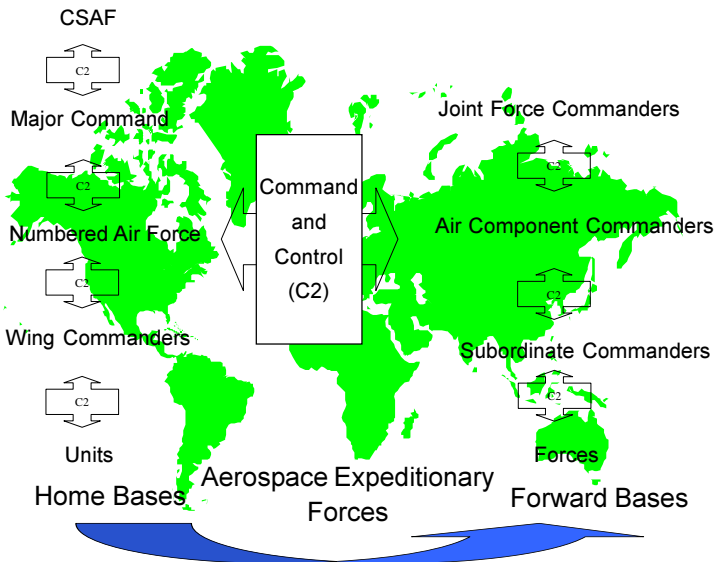 CSAF
C2
Major Command
C2
Numbered Air Force
C2
Wing Commanders
C2
Units
Home Bases
Command
and
Control
(C2)
Aerospace Expeditionary
Forces
Joint Force Commanders
C2
Air Component Commanders
C2
Subordinate Commanders
C2
Forces
Forward Bases